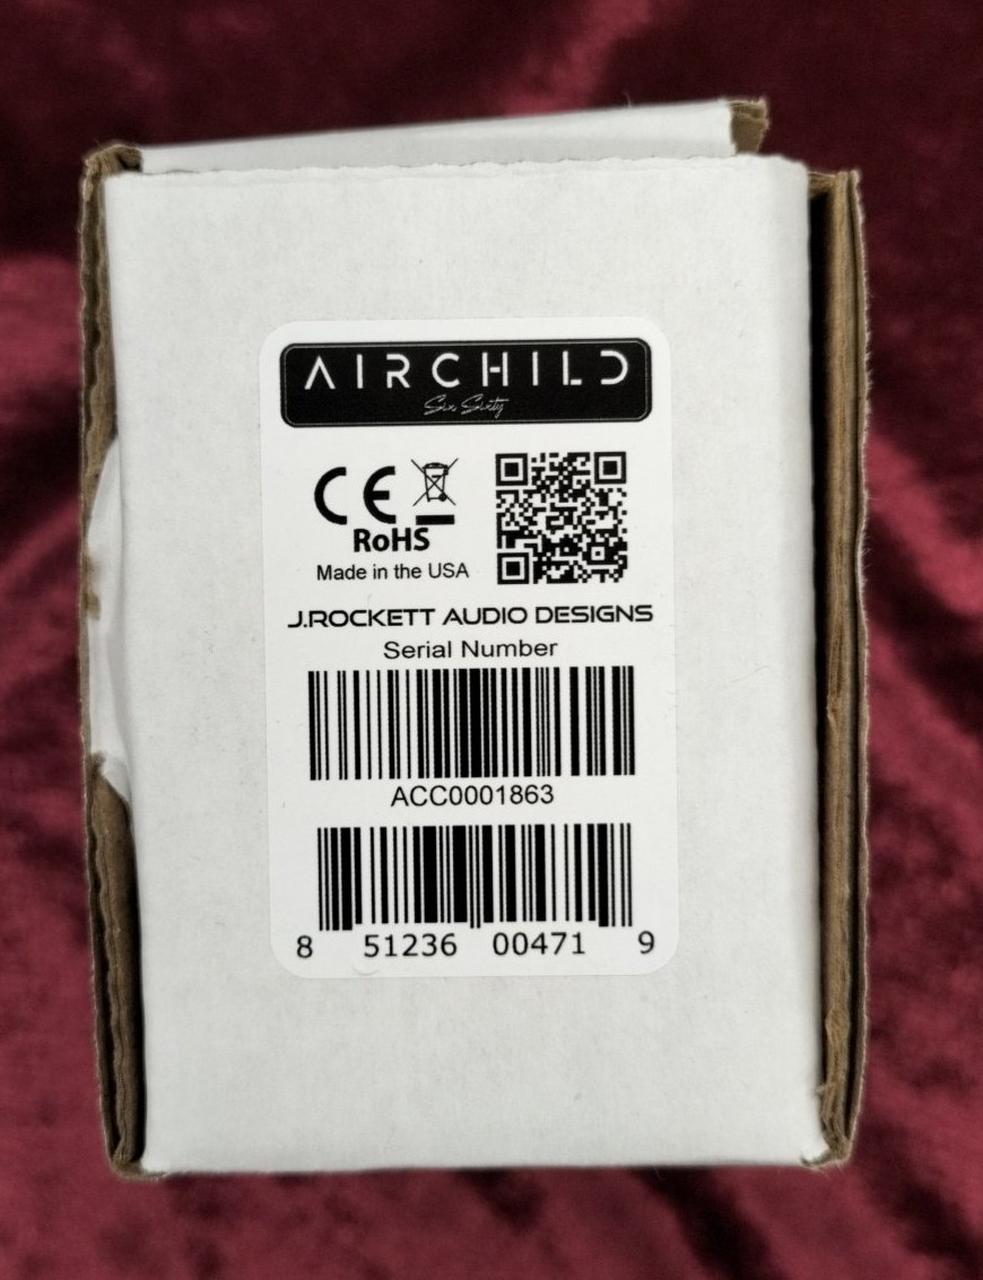 AIRCHILD
Six Sixty
CE
RoHS
Made in the USA
J.ROCKETT AUDIO DESIGNS
Serial Number
ACC0001863
8 51236 00471 9